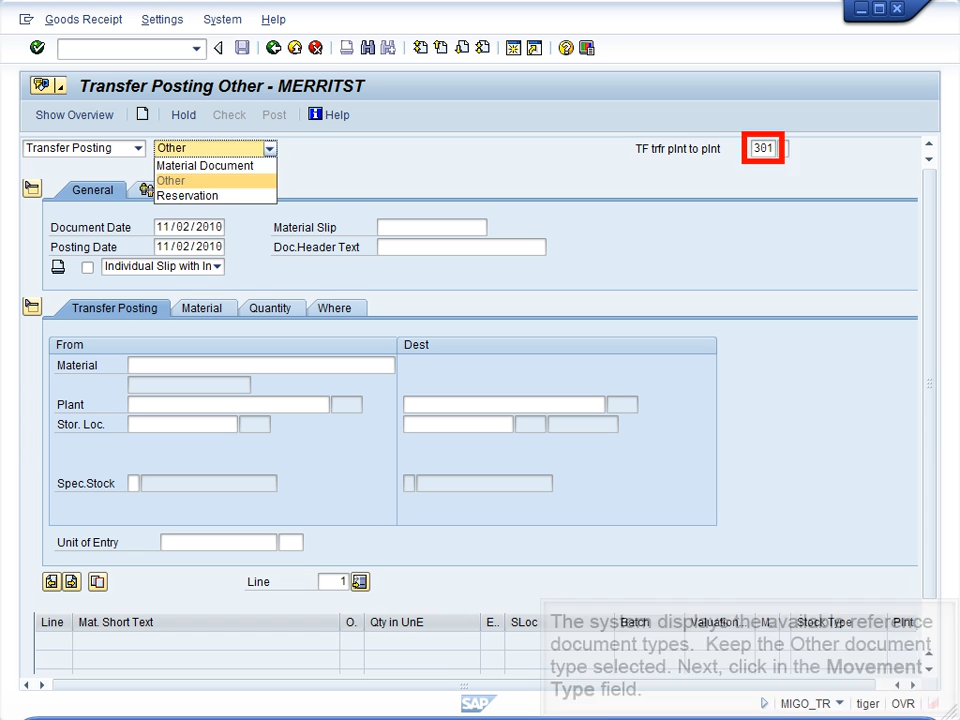 Goods Receipt Settings System Help
Transfer Posting Other - MERRITST
Show Overview Hold Check Post Help
Transfer Posting Other TF trfr plnt to plnt 301
Material Document
Other
Reservation
General
Document Date 11/02/2010 Material Slip
Posting Date 11/02/2010 Doc.Header Text
Individual Slip with In
Transfer Posting Material Quantity Where
From Dest
Material
Plant
Stor. Loc.
Spec.Stock
Unit of Entry
Line 1
Line Mat. Short Text O. Qty in UnE E.. SLoc Batch Valuation... M.. Stock Type Plnt
The system displays the available reference
document types. Keep the Other document
type selected. Next, click in the Movement
Type field.
SAP MIGO_TR tiger OVR